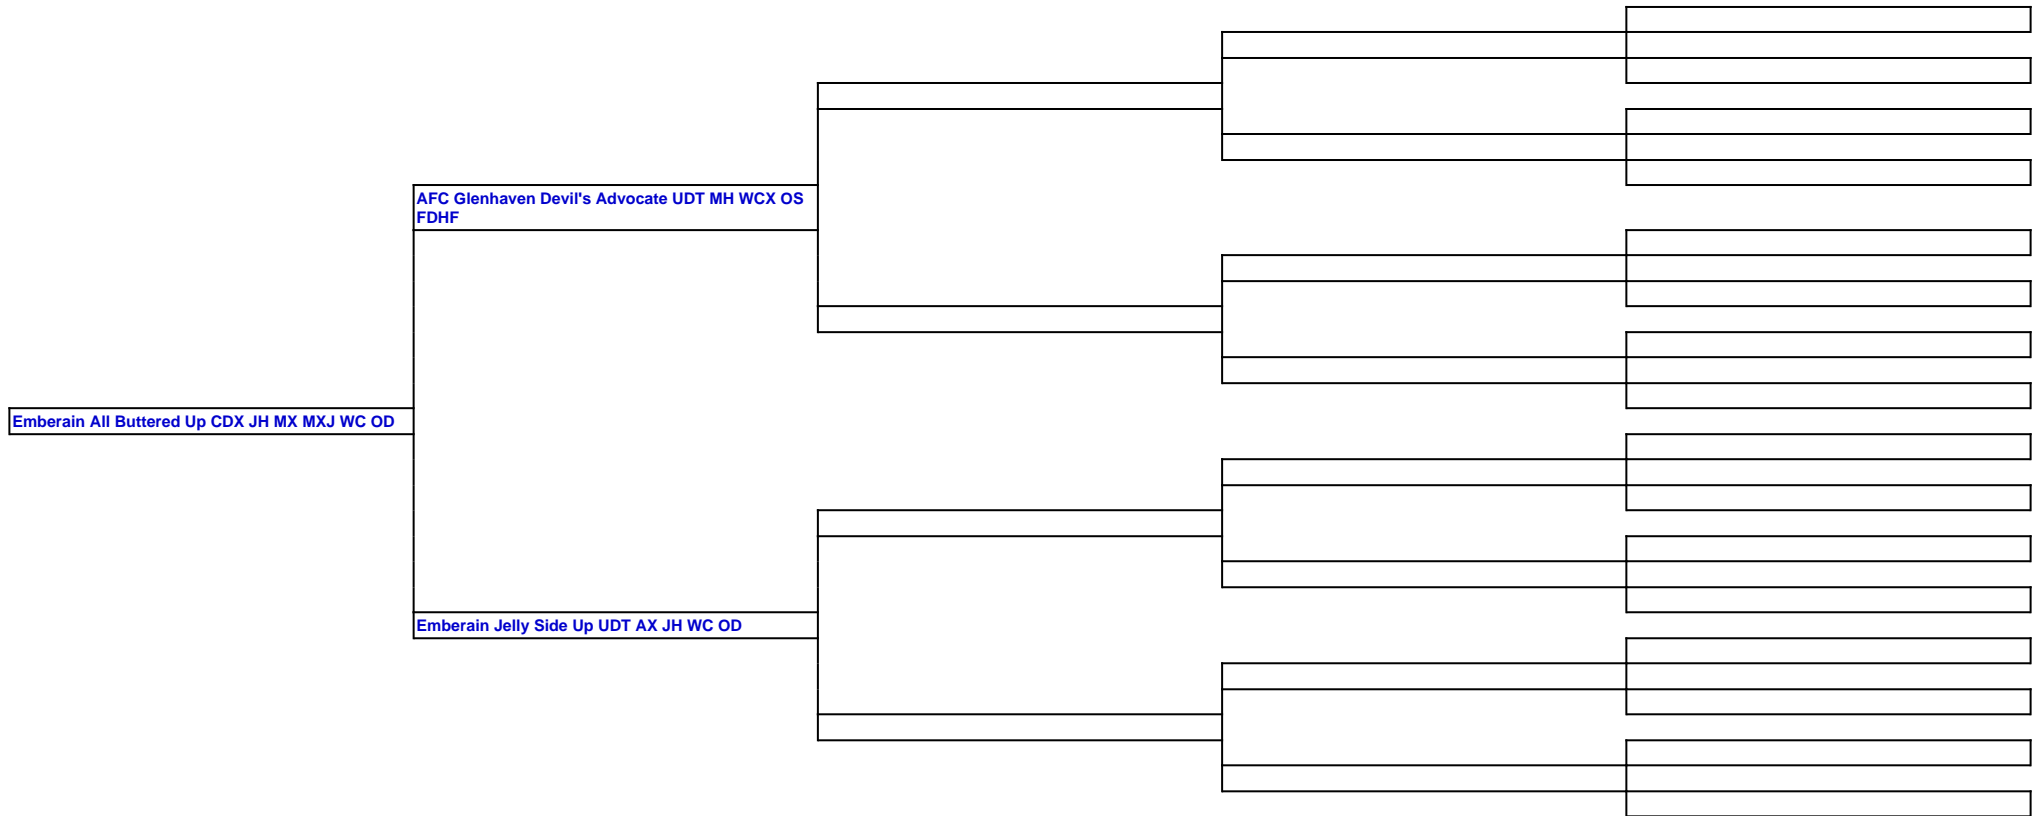 AFC Glenhaven Devil's Advocate UDT MH WCX OS
FDHF
Emberain All Buttered Up CDX JH MX MXJ WC OD
Emberain Jelly Side Up UDT AX JH WC OD